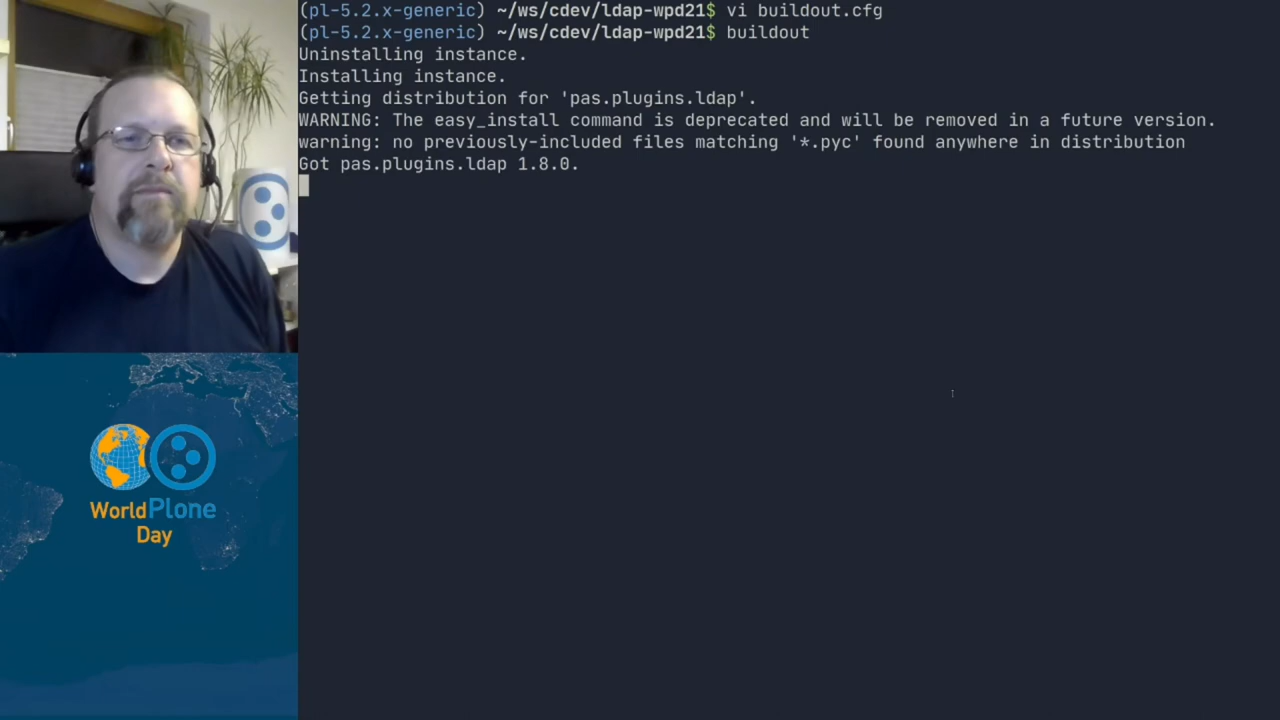 (pl-5.2.x-generic) ~/ws/cdev/ldap-wpd21$ vi buildout.cfg
(pl-5.2.x-generic) ~/ws/cdev/ldap-wpd21$ buildout
Uninstalling instance.
Installing instance.
Getting distribution for 'pas.plugins.ldap'.
WARNING: The easy_install command is deprecated and will be removed in a future version.
warning: no previously-included files matching '*.pyc' found anywhere in distribution
Got pas.plugins.ldap 1.8.0.
WorldPlone
Day